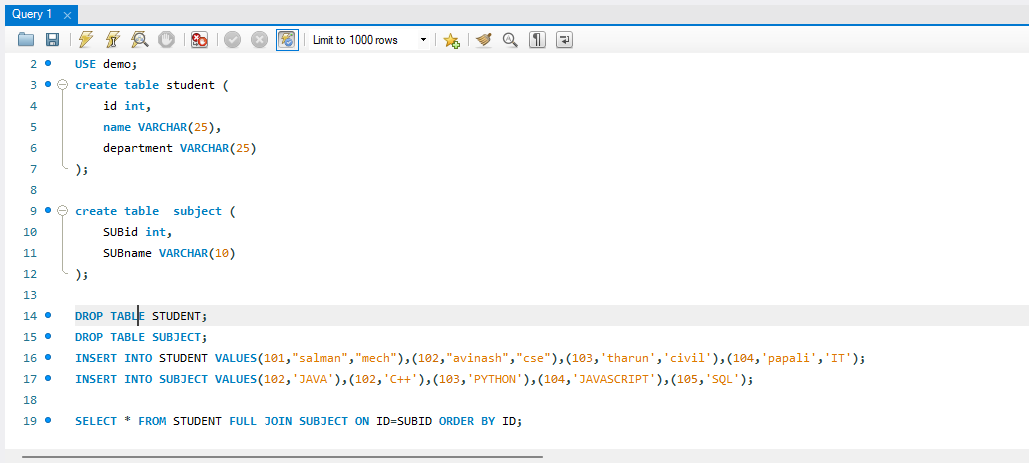 Query 1
Limit to 1000 rows
2 USE demo;
3 create table student (
4 id int,
5 name VARCHAR(25),
6 department VARCHAR(25)
7 );
8
9 create table  subject (
10 SUBid int,
11 SUBname VARCHAR(10)
12 );
13
14 DROP TABLE STUDENT;
15 DROP TABLE SUBJECT;
16 INSERT INTO STUDENT VALUES(101,"salman","mech"),(102,"avinash","cse"),(103,'tharun','civil'),(104,'papali','IT');
17 INSERT INTO SUBJECT VALUES(102,'JAVA'),(102,'C++'),(103,'PYTHON'),(104,'JAVASCRIPT'),(105,'SQL');
18
19 SELECT * FROM STUDENT FULL JOIN SUBJECT ON ID=SUBID ORDER BY ID;